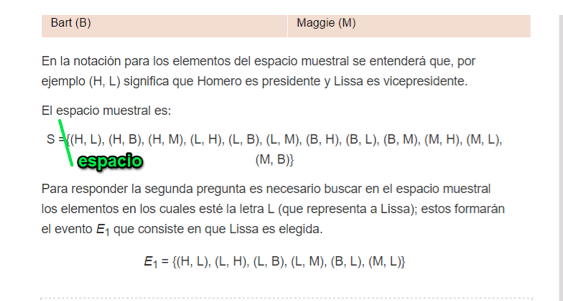 Bart (B) Maggie (M)
En la notación para los elementos del espacio muestral se entenderá que, por
ejemplo (H, L) significa que Homero es presidente y Lissa es vicepresidente.
El espacio muestral es:
S ={(H, L), (H, B), (H, M), (L, H), (L, B), (L, M), (B, H), (B, L), (B, M), (M, H), (M, L),
espacio (M, B)}
Para responder la segunda pregunta es necesario buscar en el espacio muestral
los elementos en los cuales esté la letra L (que representa a Lissa); estos formarán
el evento E₁ que consiste en que Lissa es elegida.
E₁ = {(H, L), (L, H), (L, B), (L, M), (B, L), (M, L)}